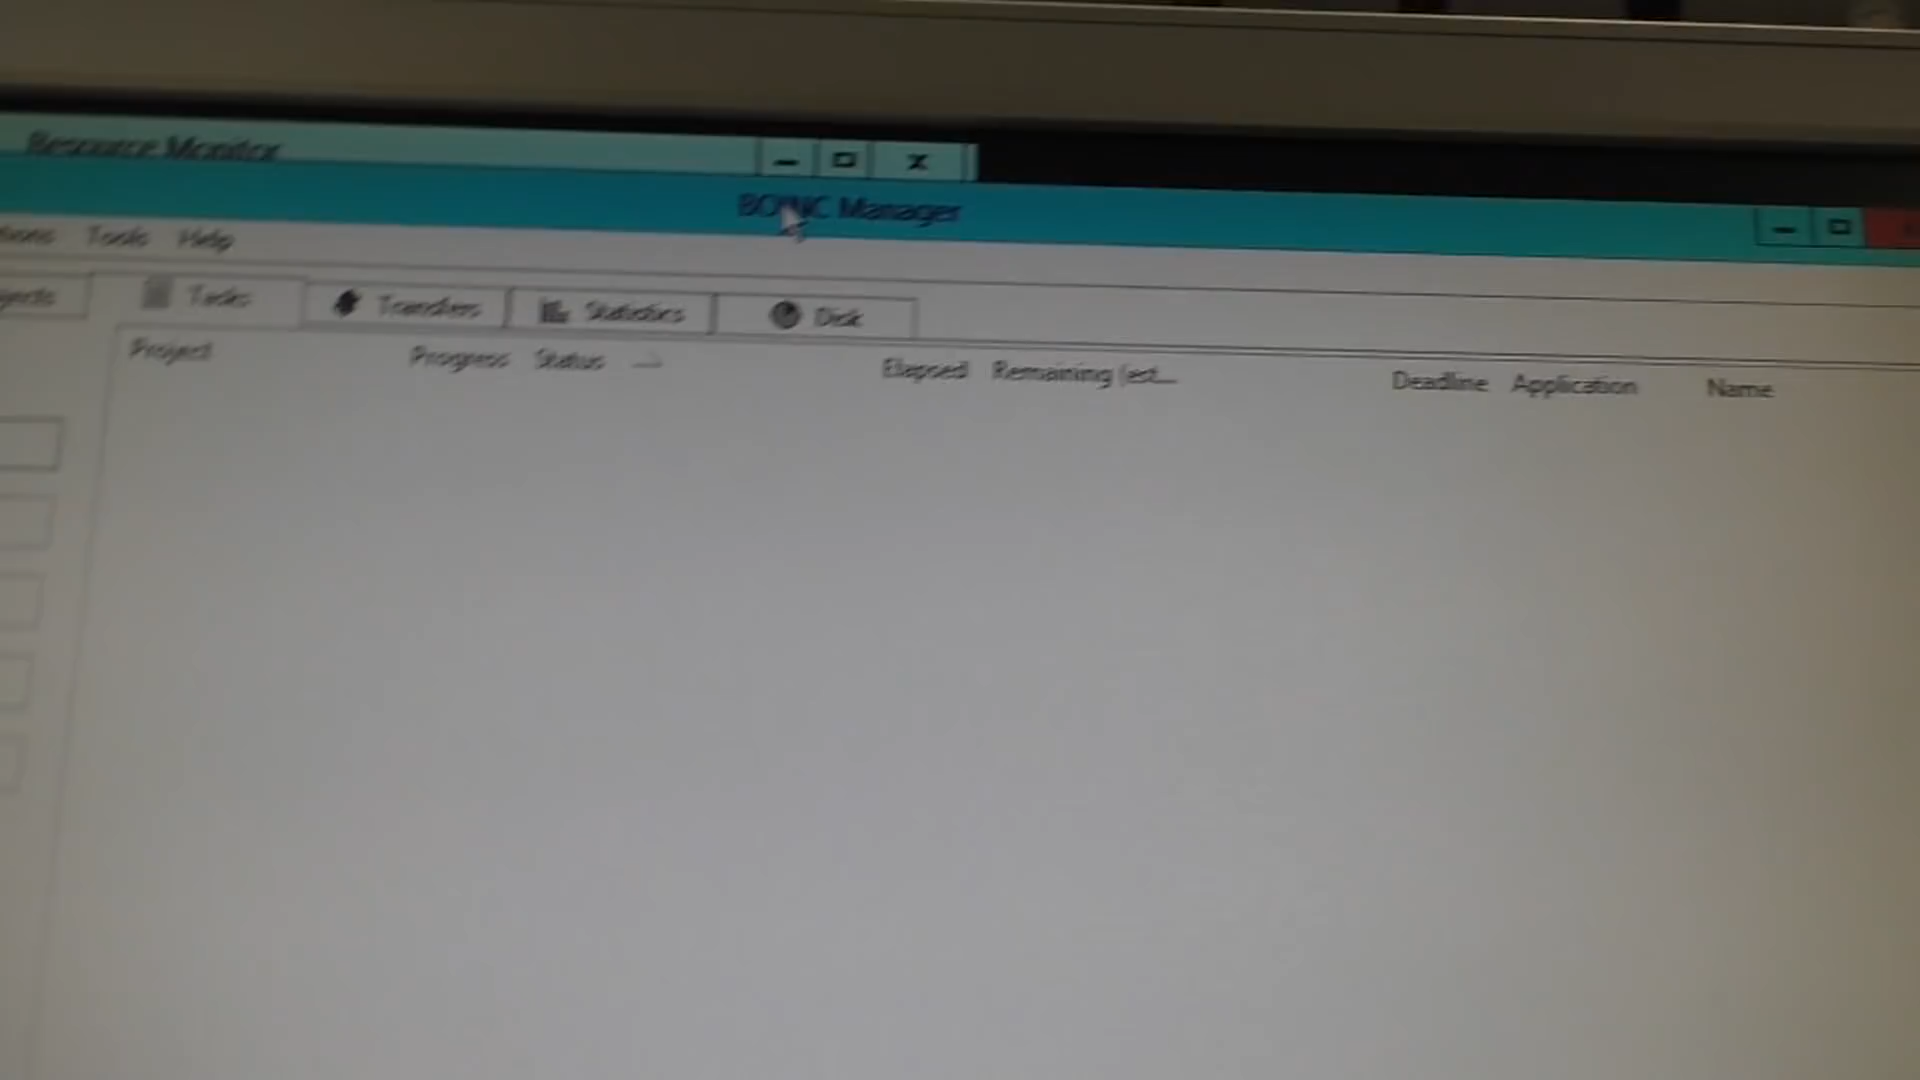 Resource Monitor
BOINC Manager
Tools Help
Tasks Transfers Statistics Disk
Project Progress Status Elapsed Remaining (est... Deadline Application Name